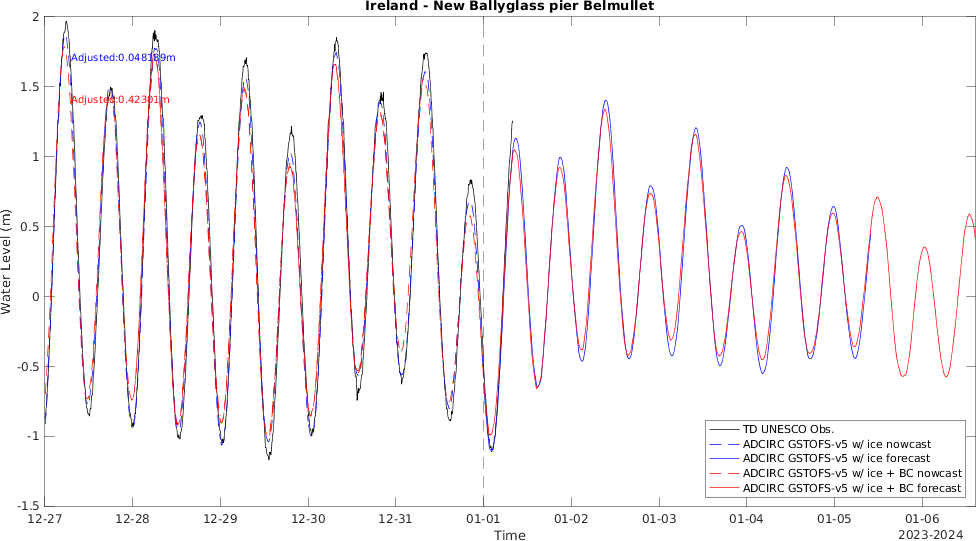 Ireland - New Ballyglass pier Belmullet
Water Level (m)
2
1.5
1
0.5
0
-0.5
-1
-1.5
Adjusted:0.048189m
Adjusted:0.42301m
TD UNESCO Obs.
ADCIRC GSTOFS-v5 w/ ice nowcast
ADCIRC GSTOFS-v5 w/ ice forecast
ADCIRC GSTOFS-v5 w/ ice + BC nowcast
ADCIRC GSTOFS-v5 w/ ice + BC forecast
12-27 12-28 12-29 12-30 12-31 01-01 01-02 01-03 01-04 01-05 01-06
Time
2023-2024